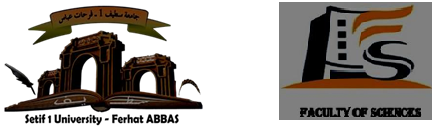 جامعة سطيف 1 - فرحات عباس
Setif 1 University - Ferhat ABBAS
FACULTY OF SCIENCES